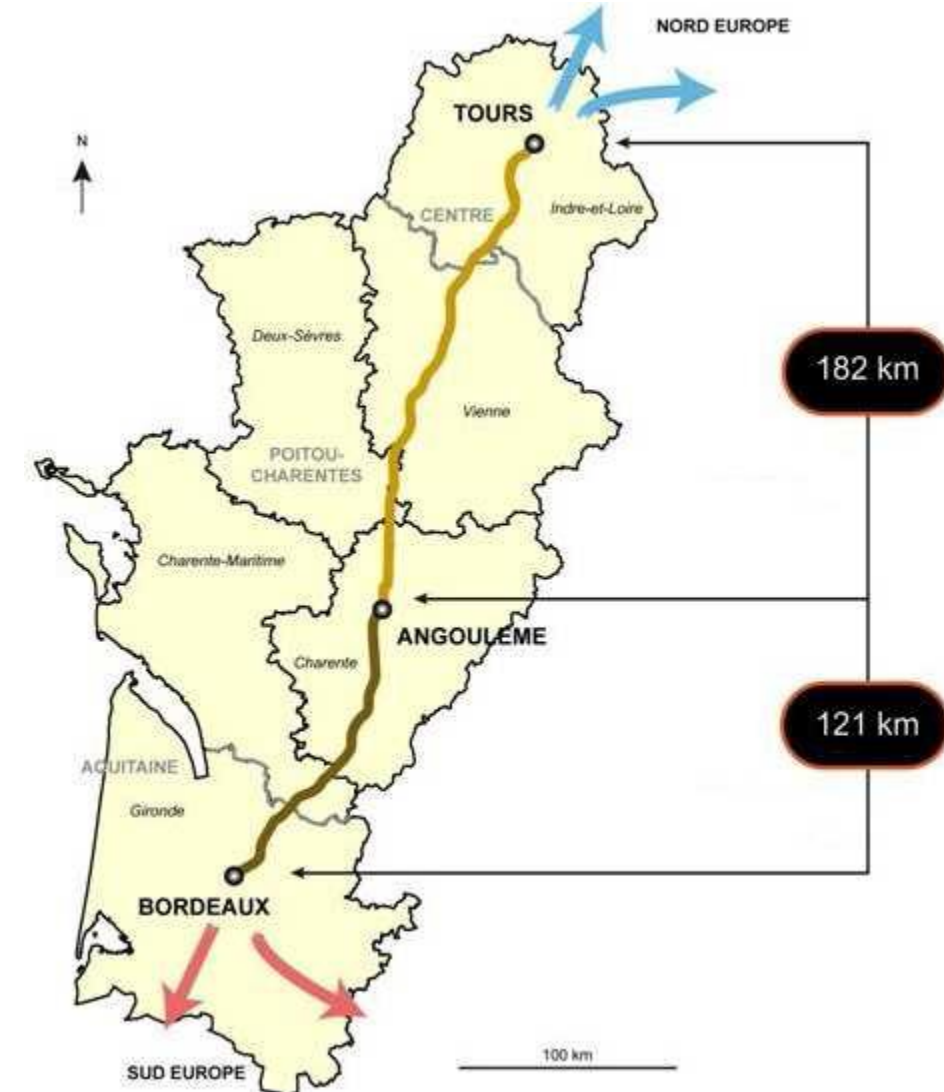 NORD EUROPE
TOURS
N
CENTRE
Indre-et-Loire
Deux-Sèvres
182 km
Vienne
POITOU-
CHARENTES
Charente-Maritime
ANGOULEME
Charente
121 km
AQUITAINE
Gironde
BORDEAUX
100 km
SUD EUROPE